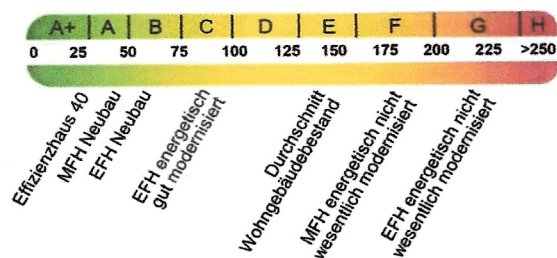 A+ A B C D E F G H
0 25 50 75 100 125 150 175 200 225 >250
Effizienzhaus 40
MFH Neubau
EFH Neubau
EFH energetisch
gut modernisiert
Durchschnitt
Wohngebäudebestand
MFH energetisch nicht
wesentlich modernisiert
EFH energetisch nicht
wesentlich modernisiert